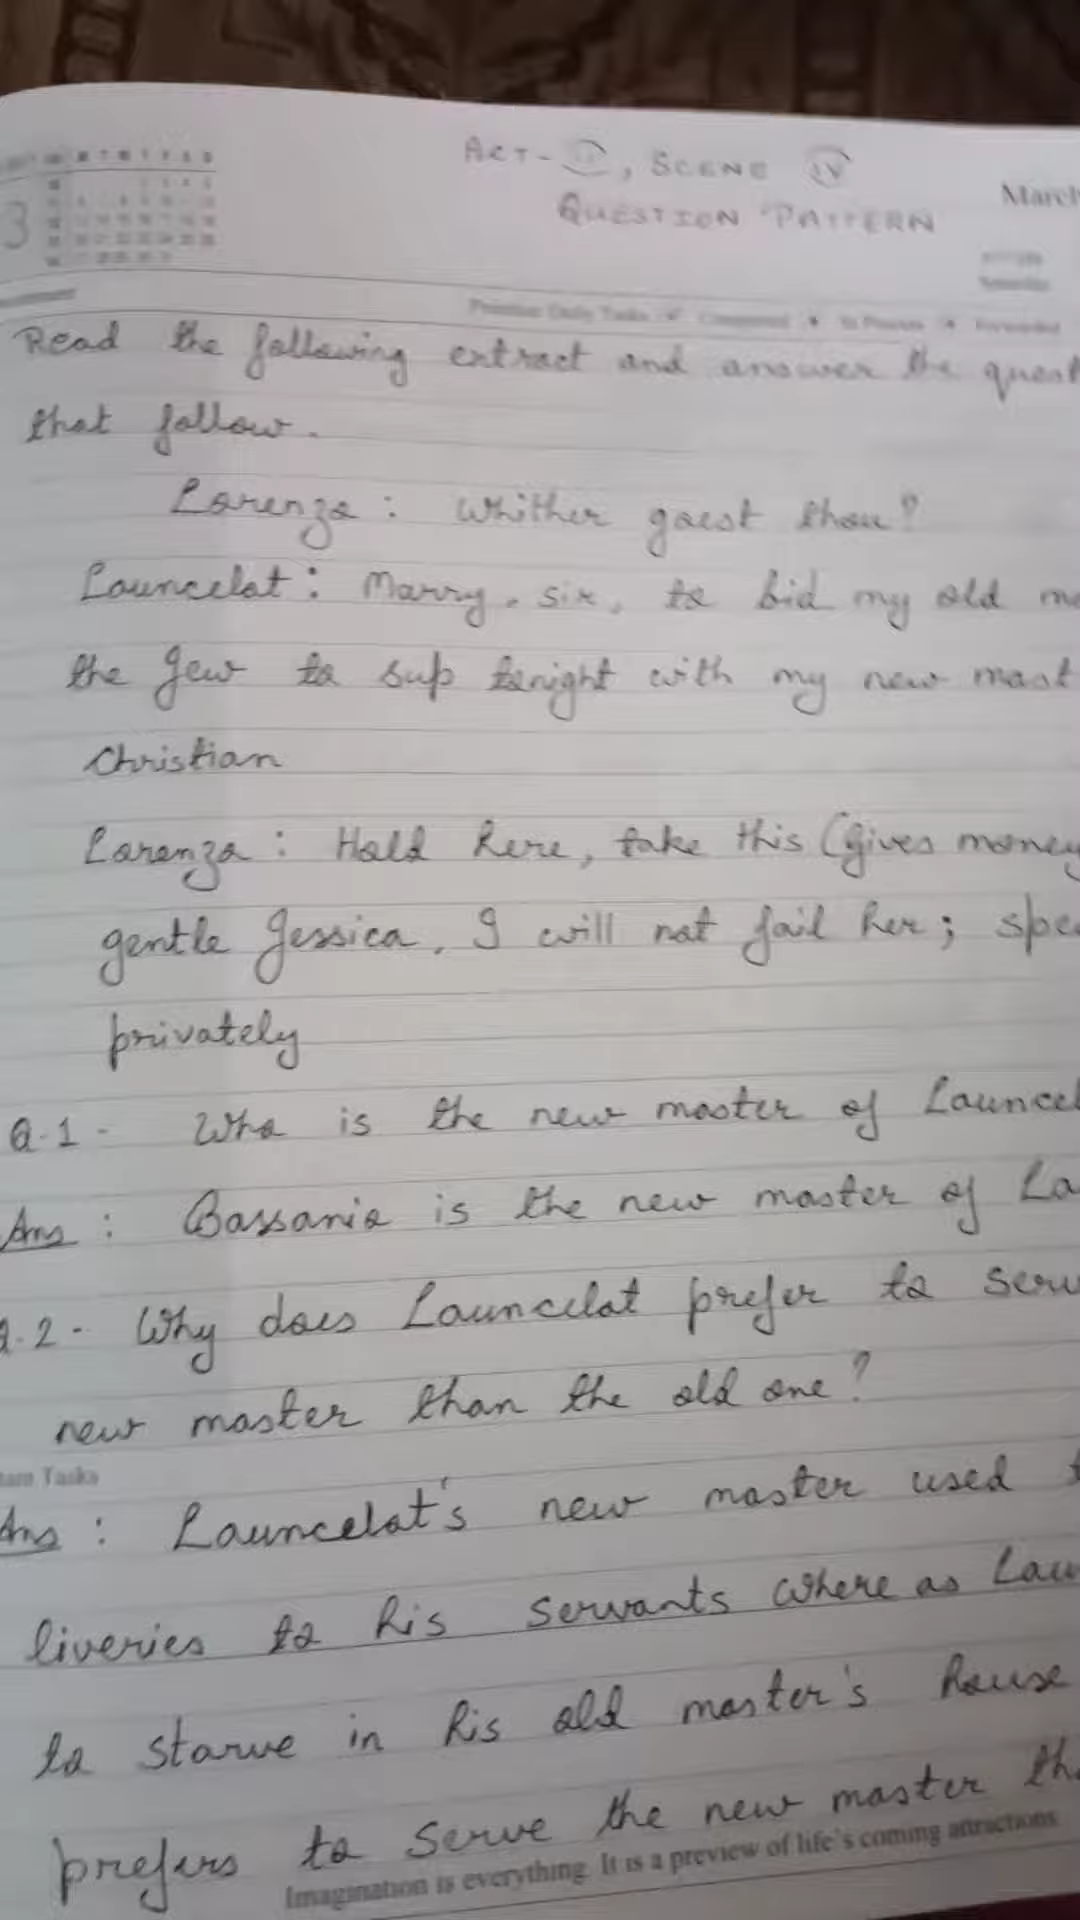 ACT-II, SCENE IV
QUESTION PATTERN
March
3
Read the following extract and answer the quest
that follow.
Lorenzo: Whither goest thou?
Launcelot: Marry, sir, to bid my old ma
the Jew to sup tonight with my new mast
Christian
Lorenzo: Hold here, take this (gives money
gentle Jessica, I will not fail her; spea
privately
Q.1- Who is the new master of Launcel
Ans: Bassanio is the new master of La
Q.2- Why does Launcelot prefer to serv
new master than the old one?
Tasks
Ans: Launcelot's new master used t
liveries to his servants where as Lau
to starve in his old master's house
prefers to serve the new master tha
Imagination is everything. It is a preview of life's coming attractions